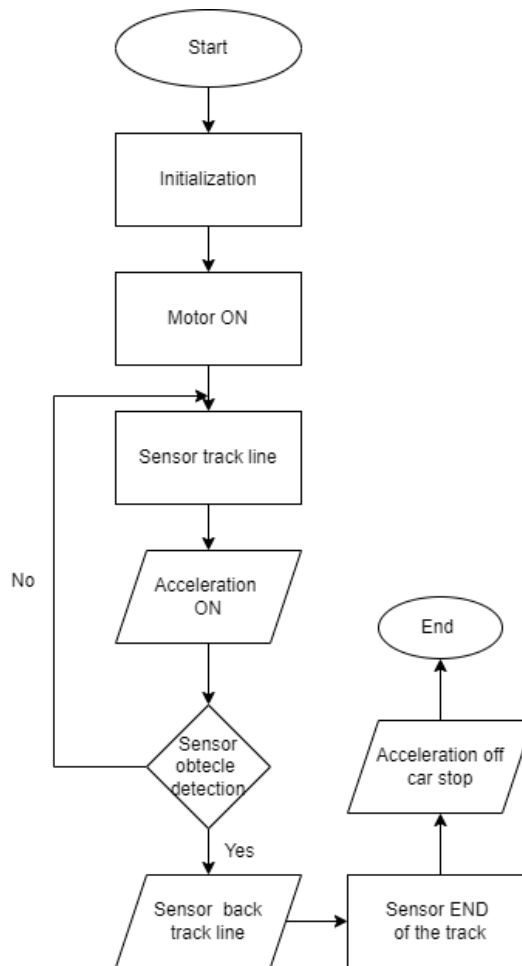 Start
Initialization
Motor ON
Sensor track line
No
Acceleration
ON
Sensor
obtecle
detection
Yes
Sensor back
track line
Sensor END
of the track
Acceleration off
car stop
End